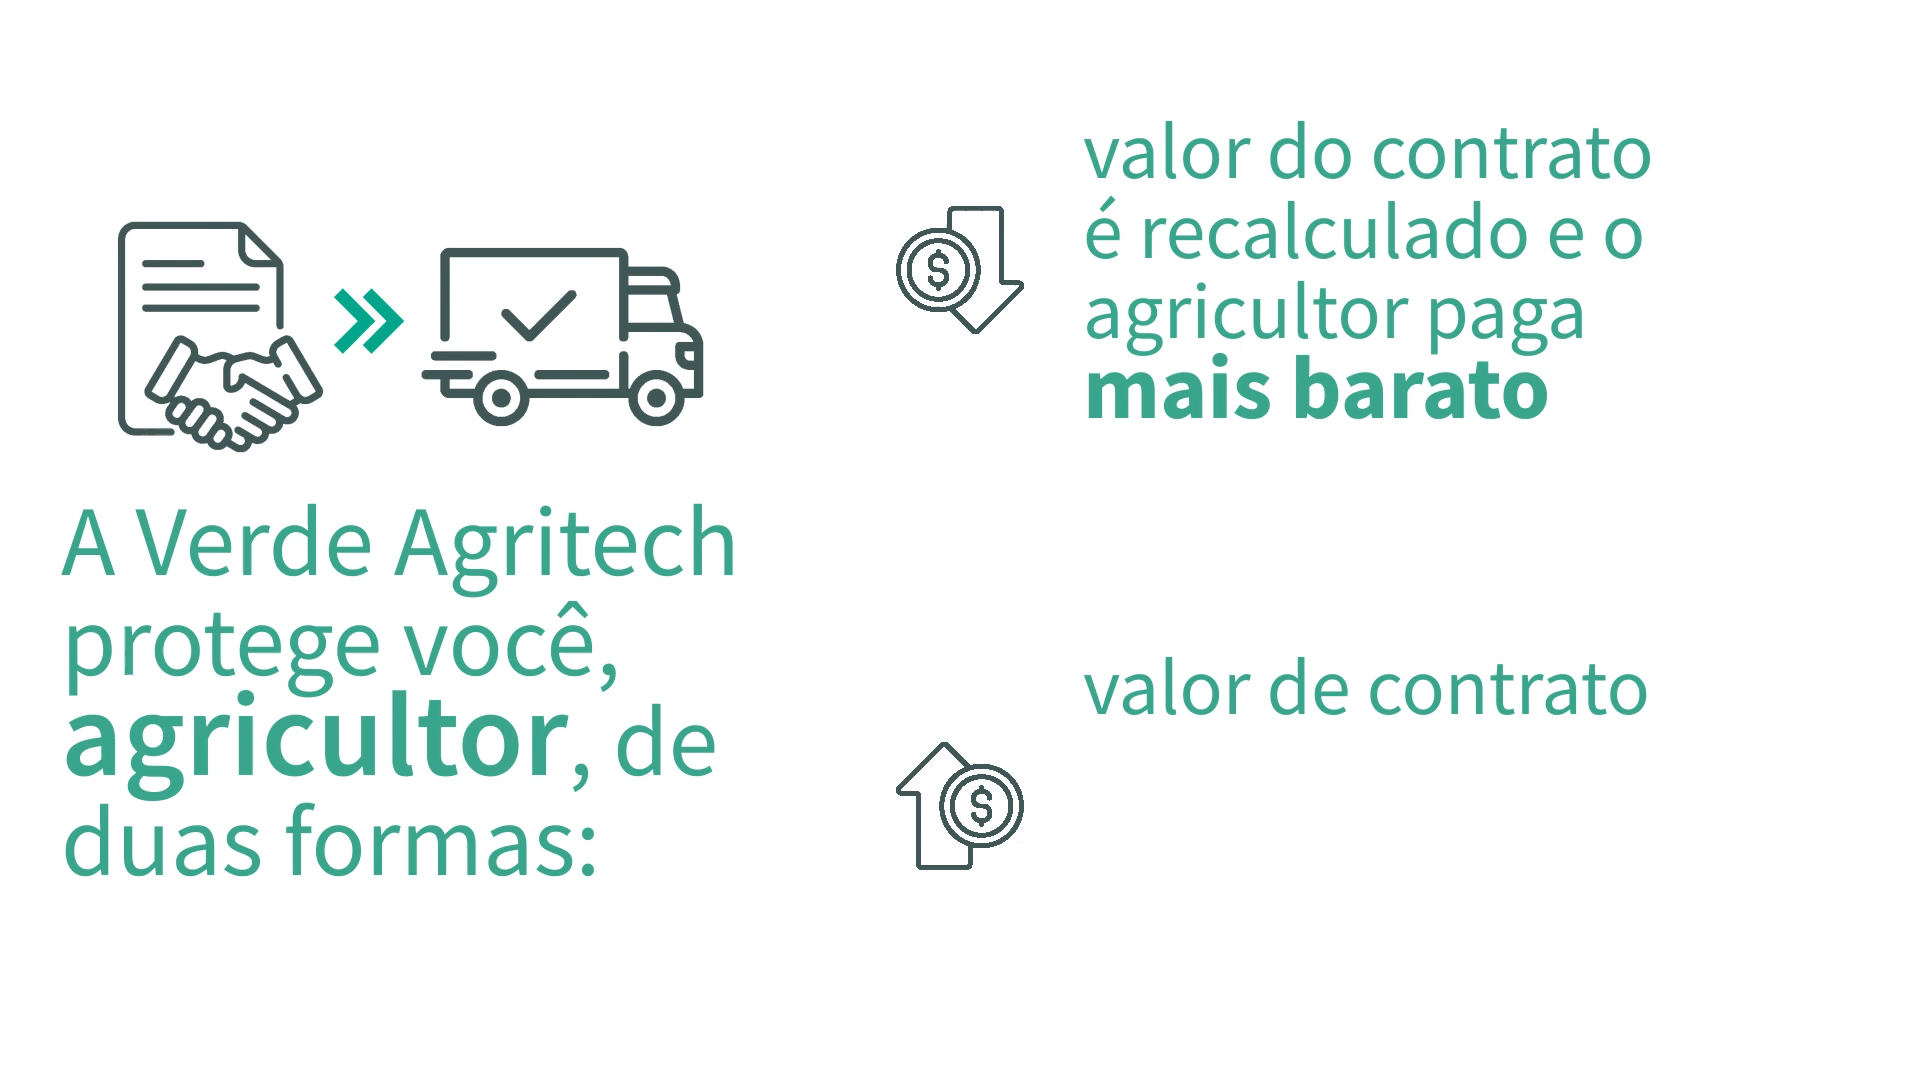 A Verde Agritech
protege você,
agricultor, de
duas formas:
$
valor do contrato
é recalculado e o
agricultor paga
mais barato
$
valor de contrato